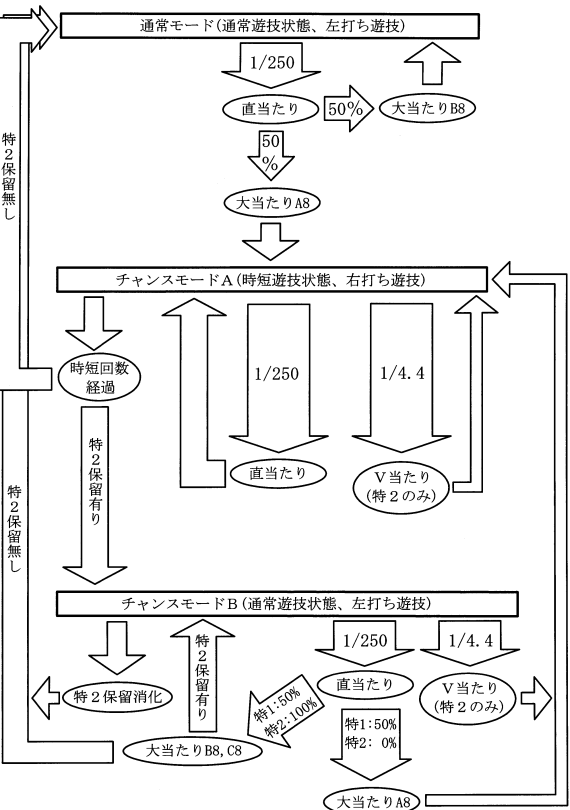 通常モード(通常遊技状態、左打ち遊技)
1/250
直当たり
50%
大当たりB8
50
%
特2保留無し
大当たりA8
チャンスモードA(時短遊技状態、右打ち遊技)
時短回数
経過
1/250
1/4.4
特2保留有り
直当たり
V当たり
(特2のみ)
特2保留無し
チャンスモードB(通常遊技状態、左打ち遊技)
1/250
1/4.4
特2保留有り
特2保留消化
直当たり
V当たり
(特2のみ)
特1:50%
特2:100%
特1:50%
特2: 0%
大当たりB8,C8
大当たりA8